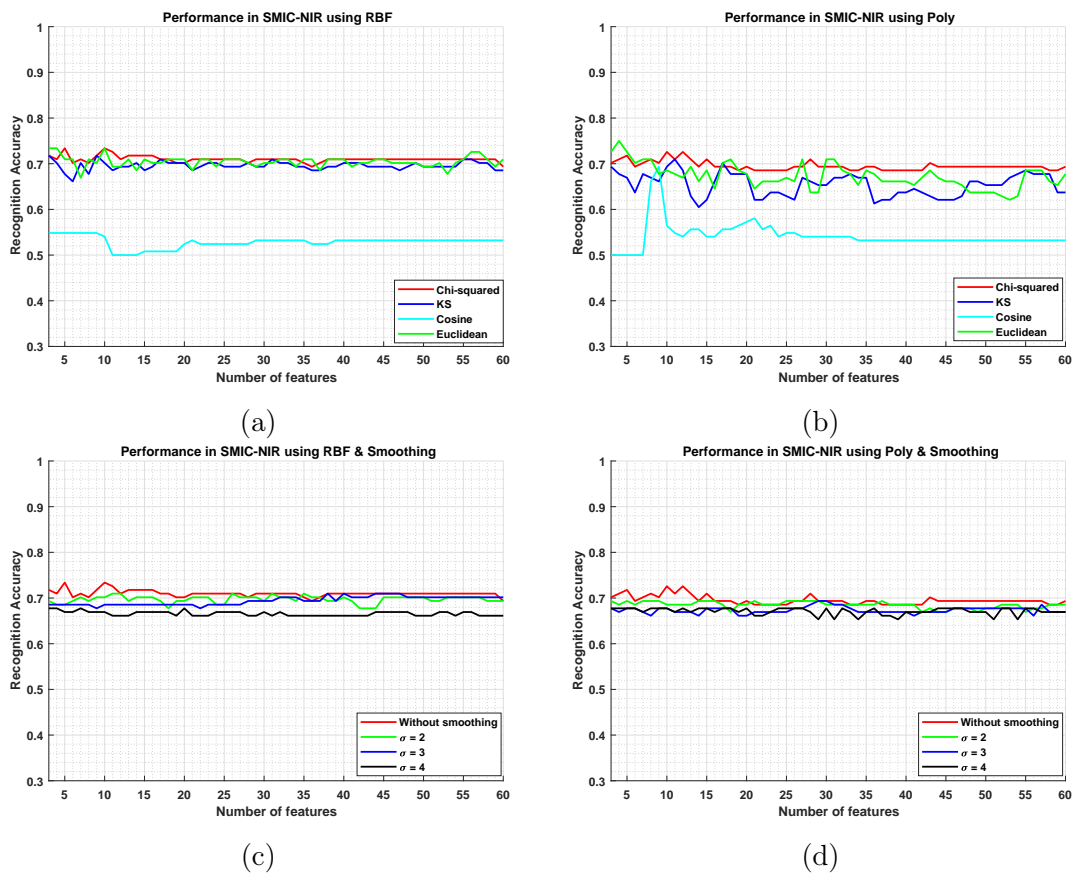 Performance in SMIC-NIR using RBF
1
0.9
0.8
0.7
0.6
0.5
0.4
0.3
Recognition Accuracy
5 10 15 20 25 30 35 40 45 50 55 60
Number of features
Chi-squared
KS
Cosine
Euclidean
(a)
Performance in SMIC-NIR using Poly
1
0.9
0.8
0.7
0.6
0.5
0.4
0.3
Recognition Accuracy
5 10 15 20 25 30 35 40 45 50 55 60
Number of features
Chi-squared
KS
Cosine
Euclidean
(b)
Performance in SMIC-NIR using RBF & Smoothing
1
0.9
0.8
0.7
0.6
0.5
0.4
0.3
Recognition Accuracy
5 10 15 20 25 30 35 40 45 50 55 60
Number of features
Without smoothing
σ = 2
σ = 3
σ = 4
(c)
Performance in SMIC-NIR using Poly & Smoothing
1
0.9
0.8
0.7
0.6
0.5
0.4
0.3
Recognition Accuracy
5 10 15 20 25 30 35 40 45 50 55 60
Number of features
Without smoothing
σ = 2
σ = 3
σ = 4
(d)